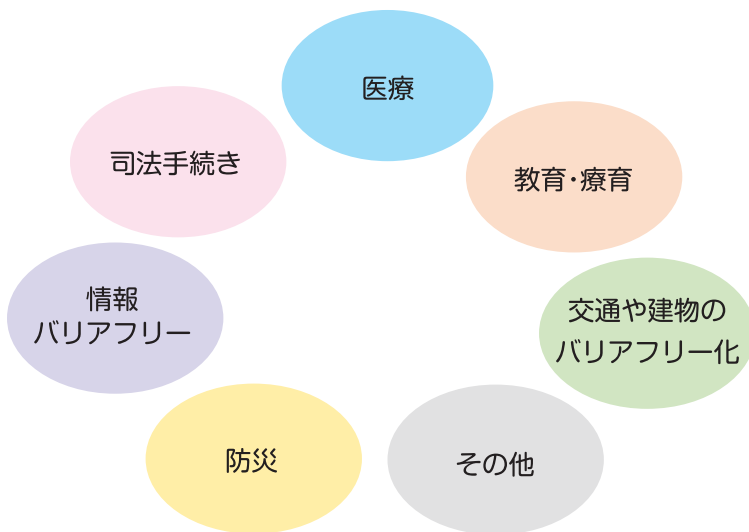 医療
司法手続き
教育・療育
情報
バリアフリー
交通や建物の
バリアフリー化
防災
その他